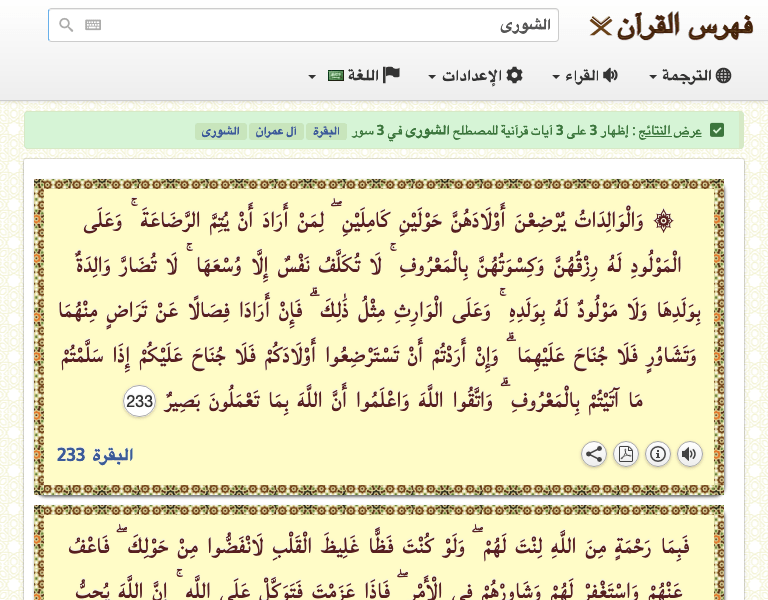 فهرس القرآن
الشورى
الترجمة القراء الإعدادات اللغة
عرض النتائج : إظهار 3 على 3 آيات قرآنية للمصطلح الشورى في 3 سور البقرة آل عمران الشورى
۞ وَالْوَالِدَاتُ يُرْضِعْنَ أَوْلَادَهُنَّ حَوْلَيْنِ كَامِلَيْنِ ۖ لِمَنْ أَرَادَ أَنْ يُتِمَّ الرَّضَاعَةَ ۚ وَعَلَى
الْمَوْلُودِ لَهُ رِزْقُهُنَّ وَكِسْوَتُهُنَّ بِالْمَعْرُوفِ ۚ لَا تُكَلَّفُ نَفْسٌ إِلَّا وُسْعَهَا ۚ لَا تُضَارَّ وَالِدَةٌ
بِوَلَدِهَا وَلَا مَوْلُودٌ لَهُ بِوَلَدِهِ ۚ وَعَلَى الْوَارِثِ مِثْلُ ذَٰلِكَ ۗ فَإِنْ أَرَادَا فِصَالًا عَنْ تَرَاضٍ مِنْهُمَا
وَتَشَاوُرٍ فَلَا جُنَاحَ عَلَيْهِمَا ۗ وَإِنْ أَرَدْتُمْ أَنْ تَسْتَرْضِعُوا أَوْلَادَكُمْ فَلَا جُنَاحَ عَلَيْكُمْ إِذَا سَلَّمْتُمْ
مَا آتَيْتُمْ بِالْمَعْرُوفِ ۗ وَاتَّقُوا اللَّهَ وَاعْلَمُوا أَنَّ اللَّهَ بِمَا تَعْمَلُونَ بَصِيرٌ 233
البقرة 233
فَبِمَا رَحْمَةٍ مِنَ اللَّهِ لِنْتَ لَهُمْ ۖ وَلَوْ كُنْتَ فَظًّا غَلِيظَ الْقَلْبِ لَانْفَضُّوا مِنْ حَوْلِكَ ۖ فَاعْفُ
عَنْهُمْ وَاسْتَغْفِرْ لَهُمْ وَشَاوِرْهُمْ فِي الْأَمْرِ ۖ فَإِذَا عَزَمْتَ فَتَوَكَّلْ عَلَى اللَّهِ ۚ إِنَّ اللَّهَ يُحِبُّ